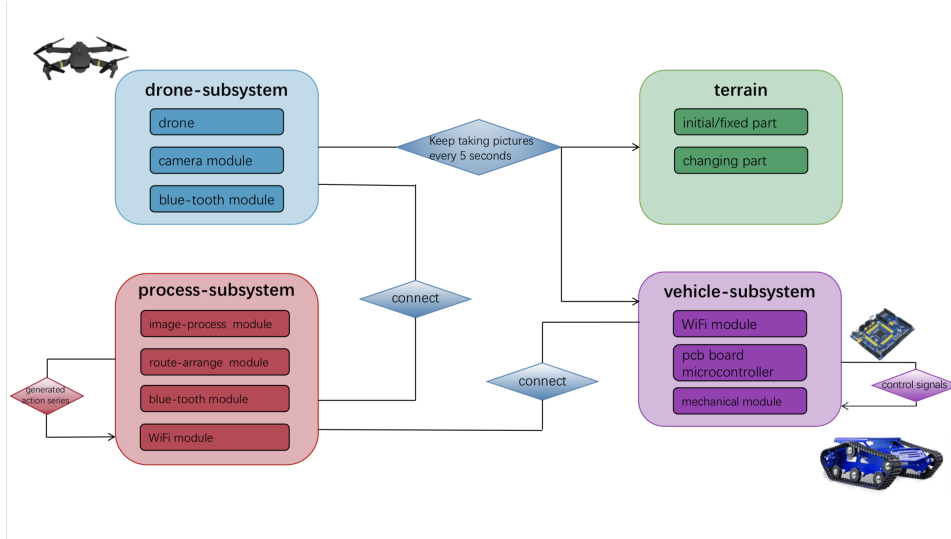 drone-subsystem
drone
camera module
blue-tooth module
Keep taking pictures
every 5 seconds
terrain
initial/fixed part
changing part
connect
process-subsystem
image-process module
route-arrange module
blue-tooth module
WiFi module
generated
action series
connect
vehicle-subsystem
WiFi module
pcb board
microcontroller
mechanical module
control signals